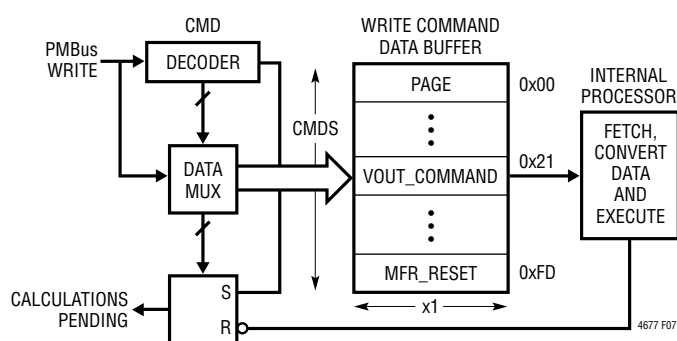 CMD
PMBus
WRITE
DECODER
CMDS
DATA
MUX
S
R
CALCULATIONS
PENDING
WRITE COMMAND
DATA BUFFER
PAGE
0x00
VOUT_COMMAND
0x21
MFR_RESET
0xFD
x1
INTERNAL
PROCESSOR
FETCH,
CONVERT
DATA
AND
EXECUTE
4677 F07